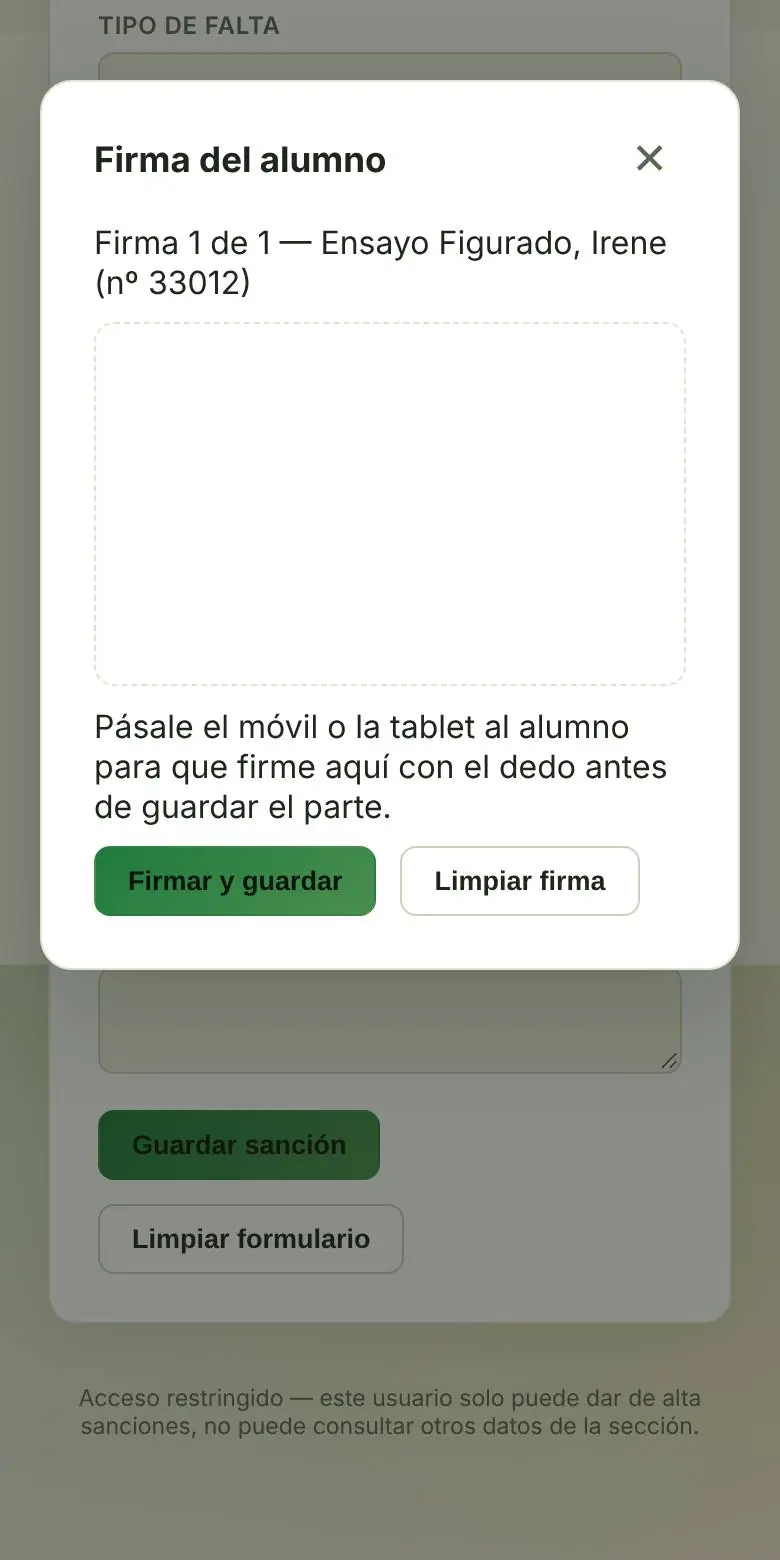 TIPO DE FALTA
Firma del alumno
Firma 1 de 1 — Ensayo Figurado, Irene
(nº 33012)
Pásale el móvil o la tablet al alumno
para que firme aquí con el dedo antes
de guardar el parte.
Firmar y guardar
Limpiar firma
Guardar sanción
Limpiar formulario
Acceso restringido — este usuario solo puede dar de alta
sanciones, no puede consultar otros datos de la sección.